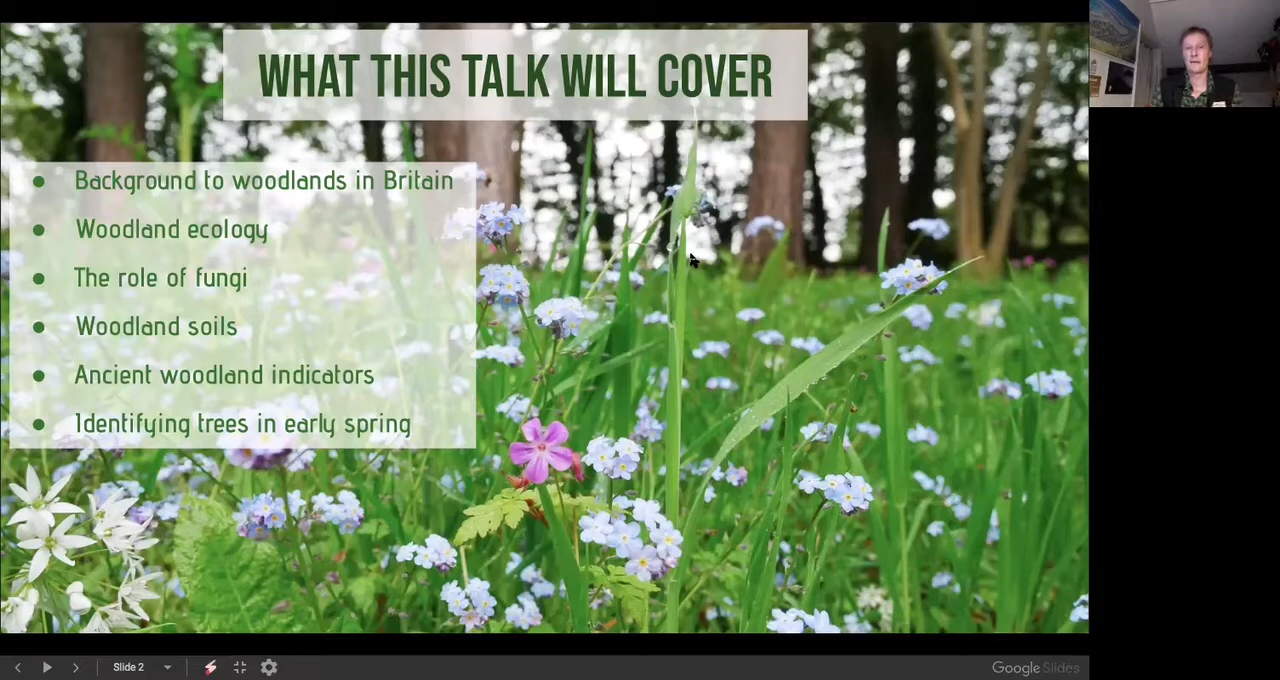 WHAT THIS TALK WILL COVER
● Background to woodlands in Britain
● Woodland ecology
● The role of fungi
● Woodland soils
● Ancient woodland indicators
● Identifying trees in early spring
Slide 2
Google Slides